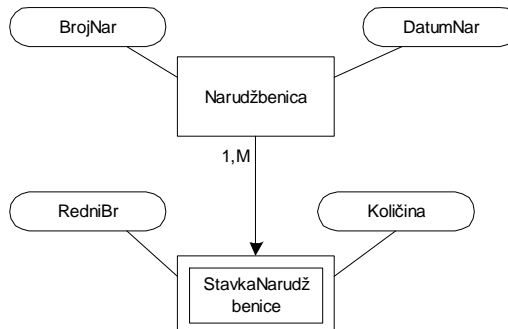 BrojNar
DatumNar
Narudžbenica
1,M
RedniBr
Količina
StavkaNarudž
benice